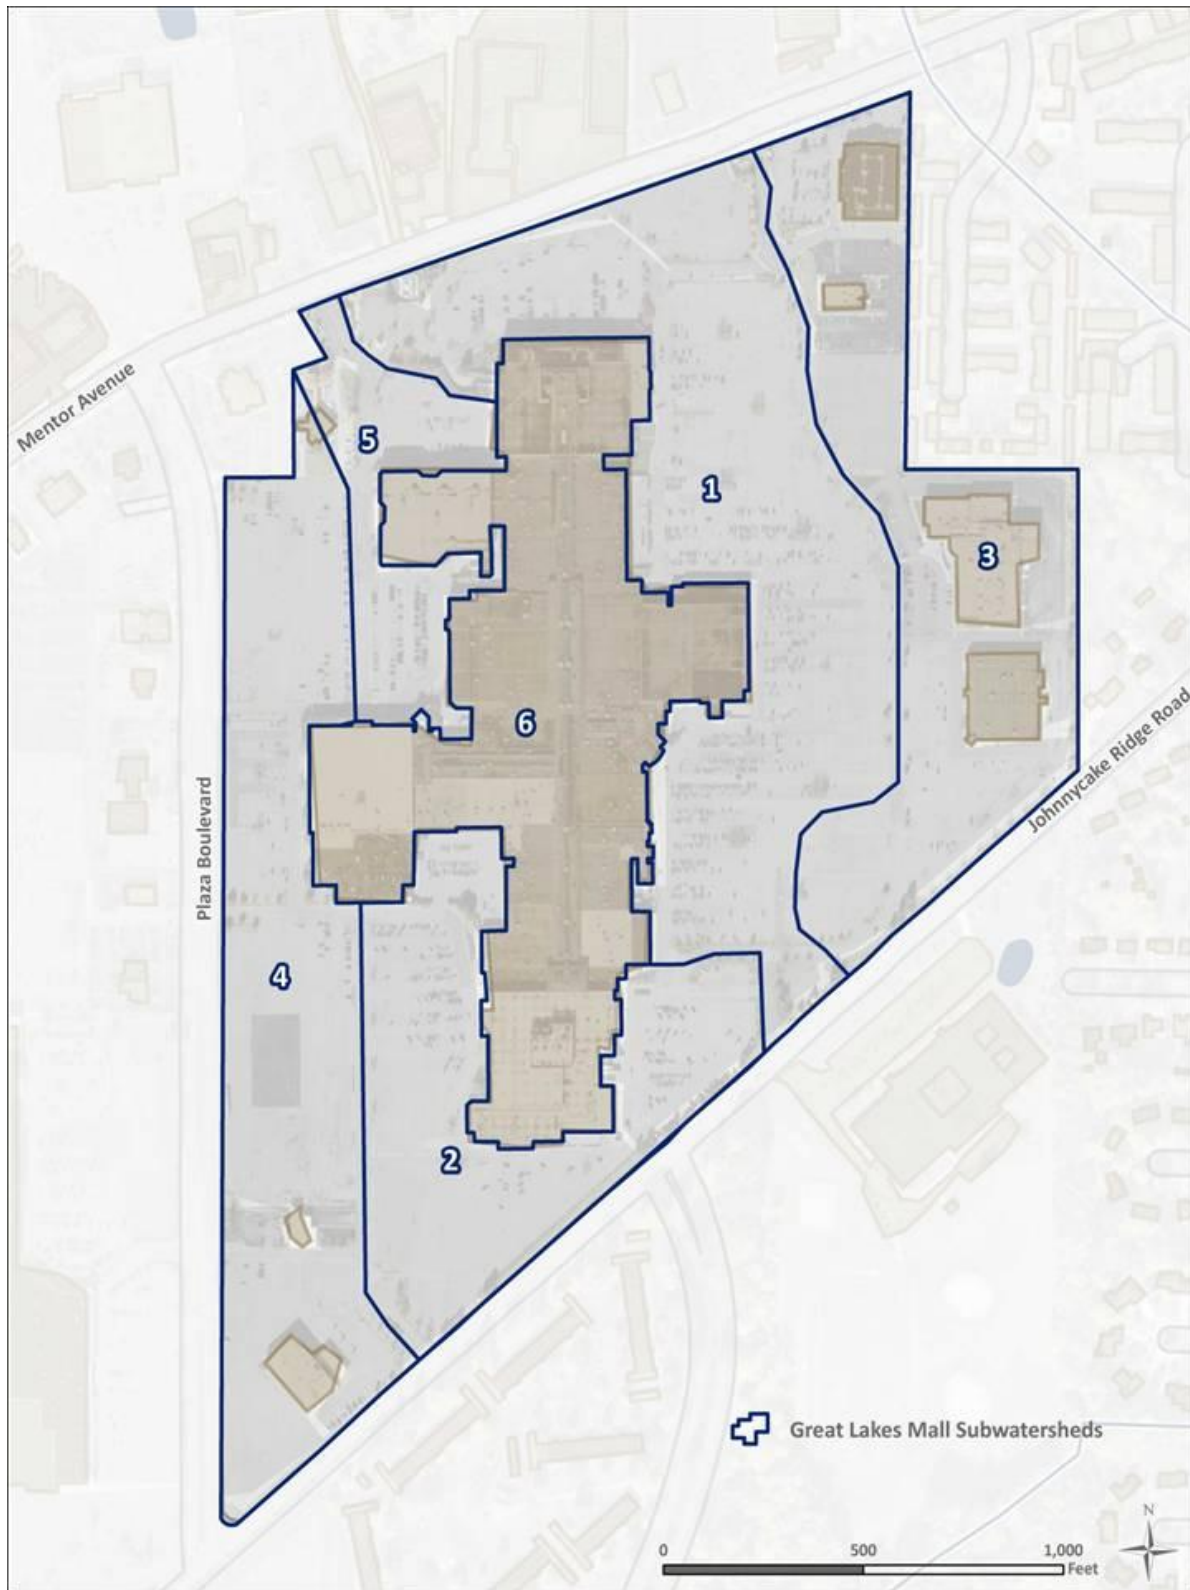 Mentor Avenue
5
1
3
6
Johnnycake Ridge Road
Plaza Boulevard
4
2
Great Lakes Mall Subwatersheds
N
0 500 1,000
Feet